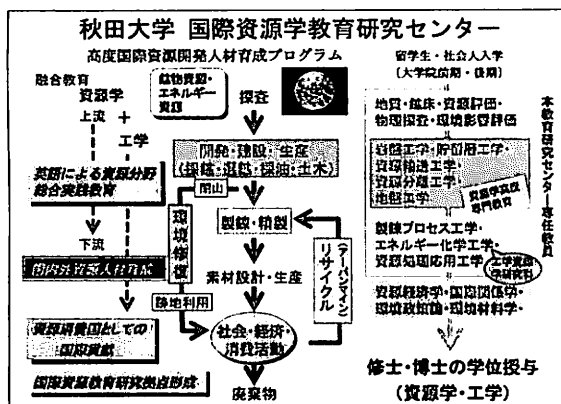 秋田大学 国際資源学教育研究センター
高度国際資源開発人材育成プログラム
融合教育
資源学
上流 +
工学
英語による資源分野
総合実践教育
下流
国内外資源人材育成
資源消費国としての
国際貢献
国際資源教育研究拠点形成
鉱物資源・
エネルギー
資源
探査
開発・建設・生産
(採鉱・選鉱・採油・土木)
閉山
環境修復
製錬・精製
素材設計・生産
跡地利用
社会・経済・
消費活動
廃棄物
リサイクル
(アーバンマイン)
留学生・社会人入学
(大学院前期・後期)
地質・鉱床・資源評価・
物理探査・環境影響評価
岩盤工学・貯留層工学・
資源輸送工学・
資源分離工学・
地盤工学
資源学高度
専門教育
製錬プロセス工学・
エネルギー化学工学・
資源処理応用工学・
工学資源
学研究科
資源経済学・国際関係学・
環境政策論・環境材料学・
修士・博士の学位授与
(資源学・工学)
本教育研究センター専任教員